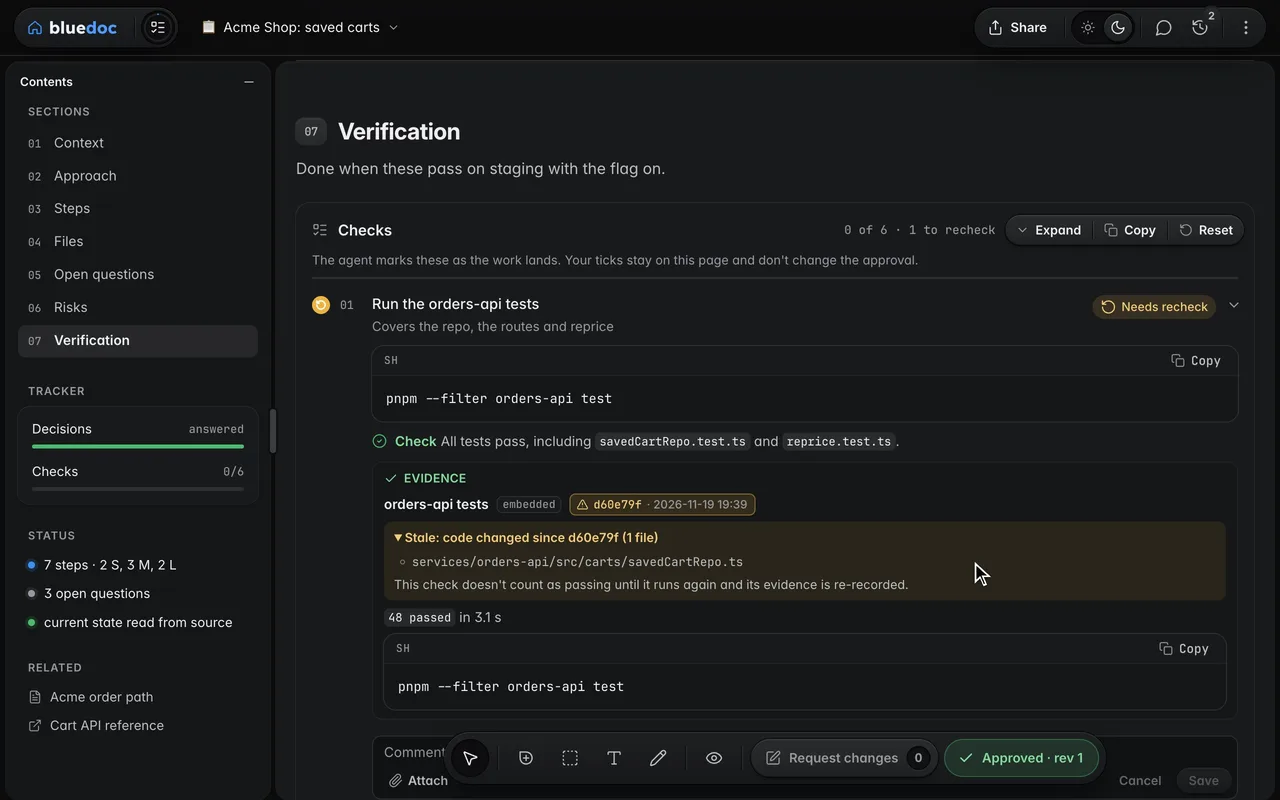 bluedoc
📋 Acme Shop: saved carts
Share
2
Contents
SECTIONS
01 Context
02 Approach
03 Steps
04 Files
05 Open questions
06 Risks
07 Verification
TRACKER
Decisions answered
Checks 0/6
STATUS
7 steps · 2 S, 3 M, 2 L
3 open questions
current state read from source
RELATED
Acme order path
Cart API reference
07 Verification
Done when these pass on staging with the flag on.
Checks
0 of 6 · 1 to recheck
Expand
Copy
Reset
The agent marks these as the work lands. Your ticks stay on this page and don't change the approval.
01 Run the orders-api tests
Needs recheck
Covers the repo, the routes and reprice
SH
Copy
pnpm --filter orders-api test
Check All tests pass, including savedCartRepo.test.ts and reprice.test.ts.
EVIDENCE
orders-api tests embedded d60e79f · 2026-11-19 19:39
▼ Stale: code changed since d60e79f (1 file)
services/orders-api/src/carts/savedCartRepo.ts
This check doesn't count as passing until it runs again and its evidence is re-recorded.
48 passed in 3.1 s
SH
Copy
pnpm --filter orders-api test
Comment
Attach
Request changes 0
Approved · rev 1
Cancel
Save